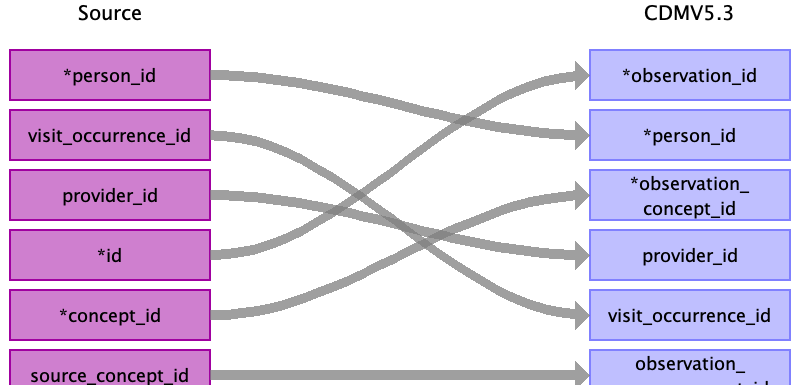 Source
CDMV5.3
*person_id
*observation_id
visit_occurrence_id
*person_id
provider_id
*observation_
concept_id
*id
provider_id
*concept_id
visit_occurrence_id
source_concept_id
observation_